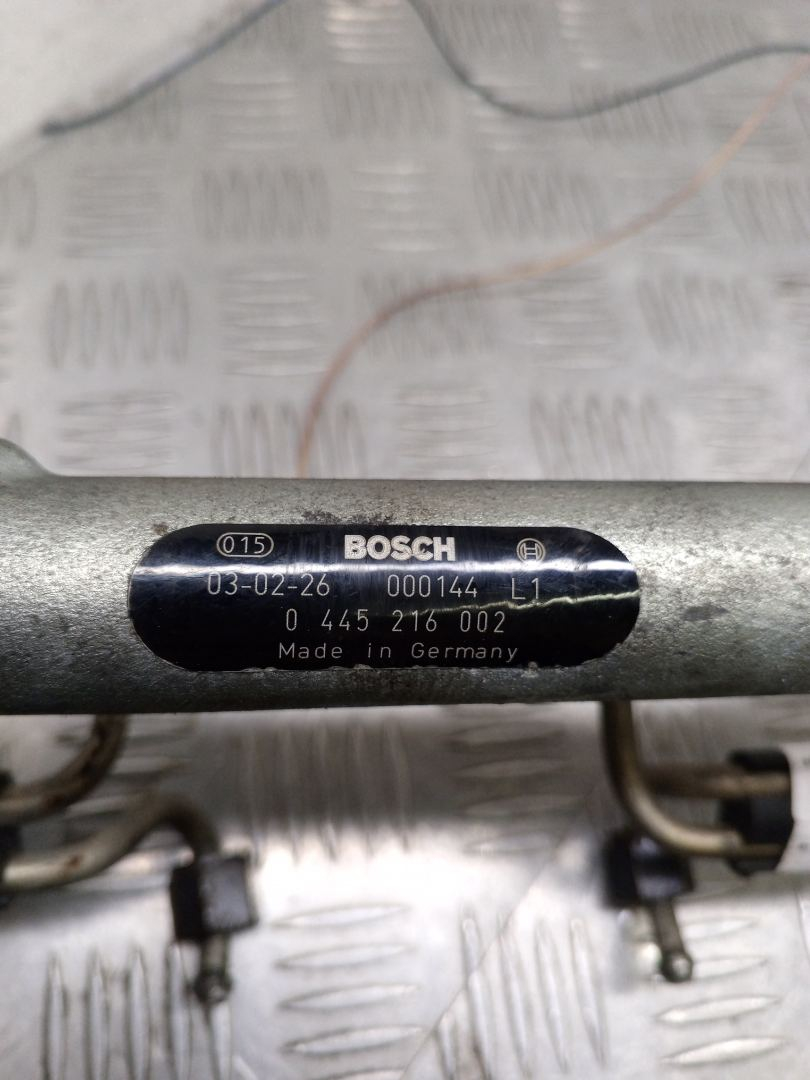 015 BOSCH
03-02-26 000144 L1
0 445 216 002
Made in Germany